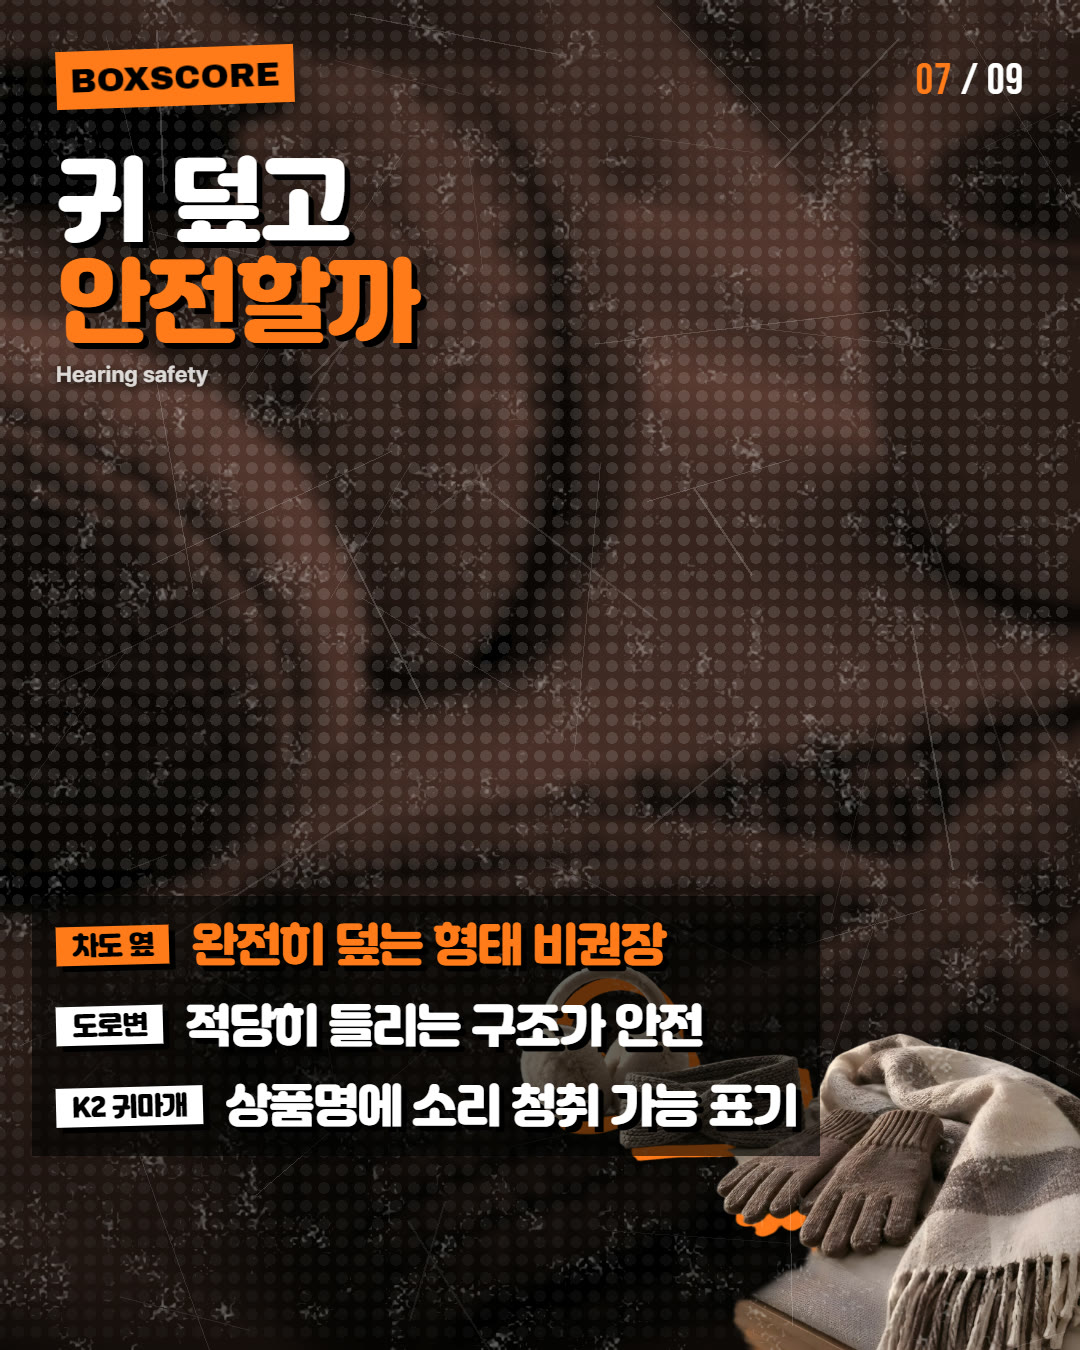 BOXSCORE
07 / 09
귀 덮고
안전할까
Hearing safety
차도 옆 완전히 덮는 형태 비권장
도로변 적당히 들리는 구조가 안전
K2 귀마개 상품명에 소리 청취 가능 표기